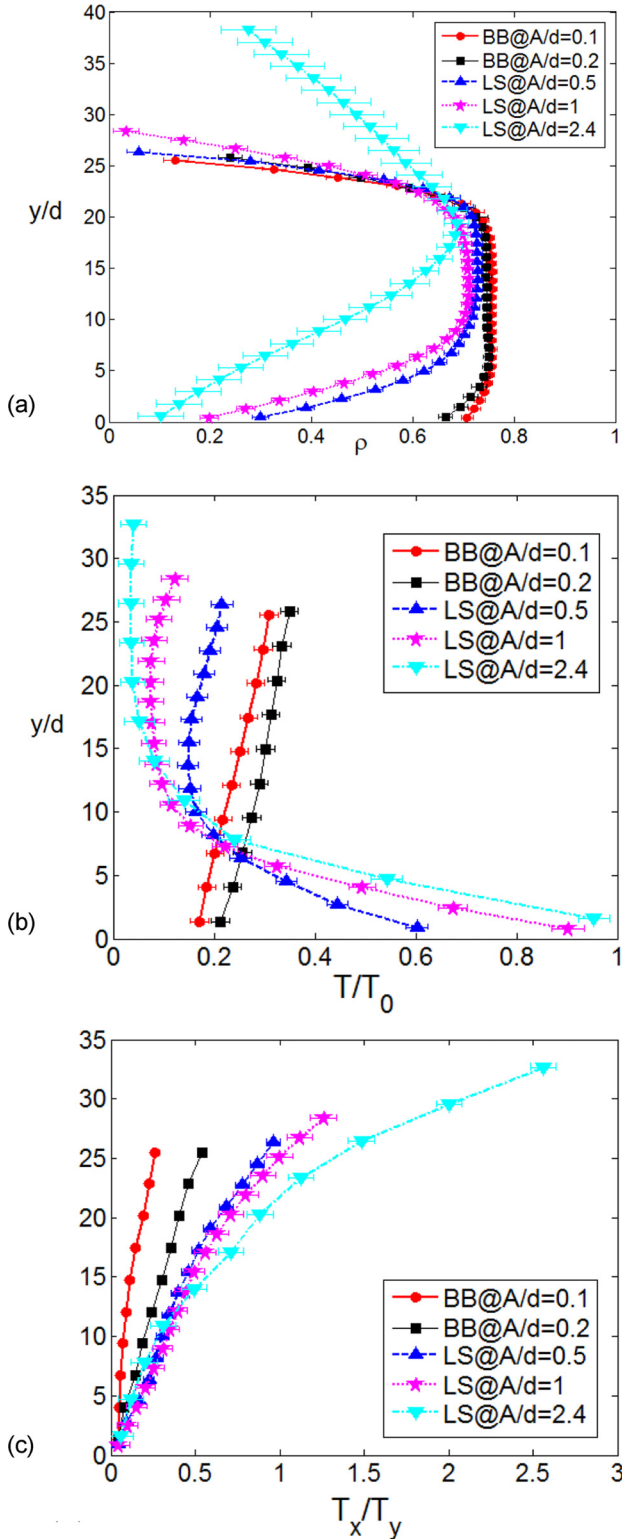 40
35
30
25
y/d
20
15
10
5
0
0
0.2
0.4
ρ
0.6
0.8
1
BB@A/d=0.1
BB@A/d=0.2
LS@A/d=0.5
LS@A/d=1
LS@A/d=2.4
(a)
35
30
25
y/d
20
15
10
5
0
0
0.2
0.4
0.6
0.8
1
T/T0
BB@A/d=0.1
BB@A/d=0.2
LS@A/d=0.5
LS@A/d=1
LS@A/d=2.4
(b)
35
30
25
20
15
10
5
0
0
0.5
1
1.5
2
2.5
3
Tx/Ty
BB@A/d=0.1
BB@A/d=0.2
LS@A/d=0.5
LS@A/d=1
LS@A/d=2.4
(c)